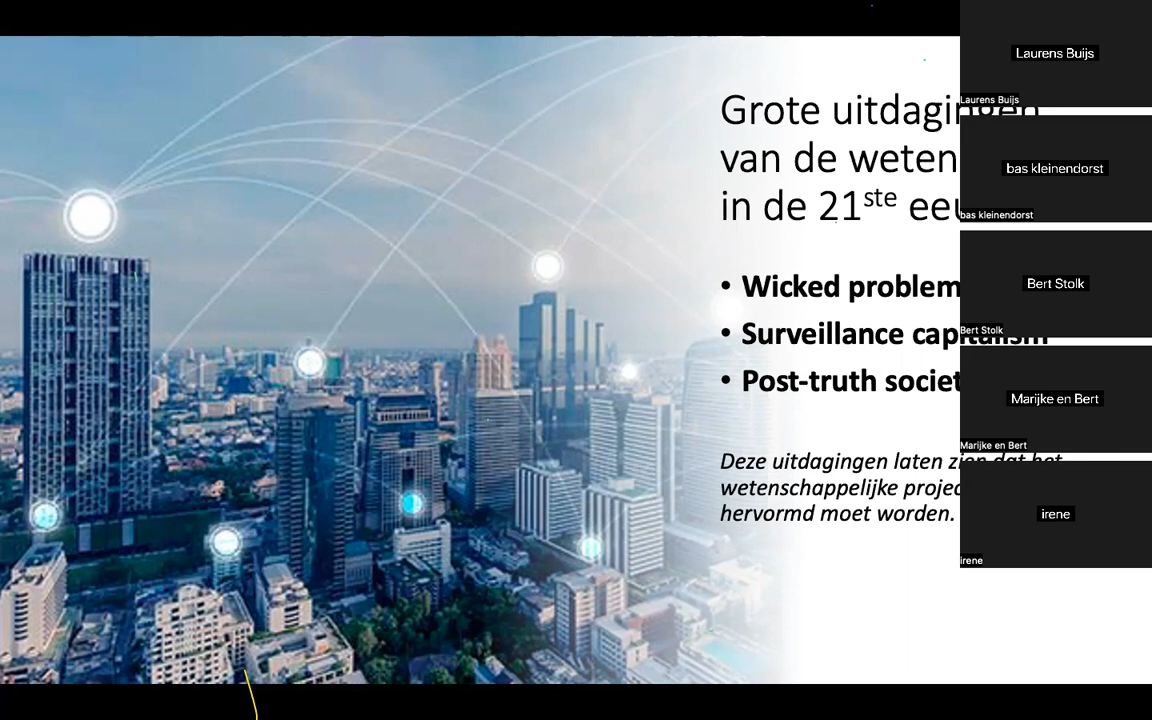 Grote uitdagingen
van de weten
in de 21ste eeu
• Wicked problem
• Surveillance capitalism
• Post-truth societ
Deze uitdagingen laten zien dat het
wetenschappelijke projec
hervormd moet worden.
Laurens Buijs
Laurens Buijs
bas kleinendorst
bas kleinendorst
Bert Stolk
Bert Stolk
Marijke en Bert
Marijke en Bert
irene
irene